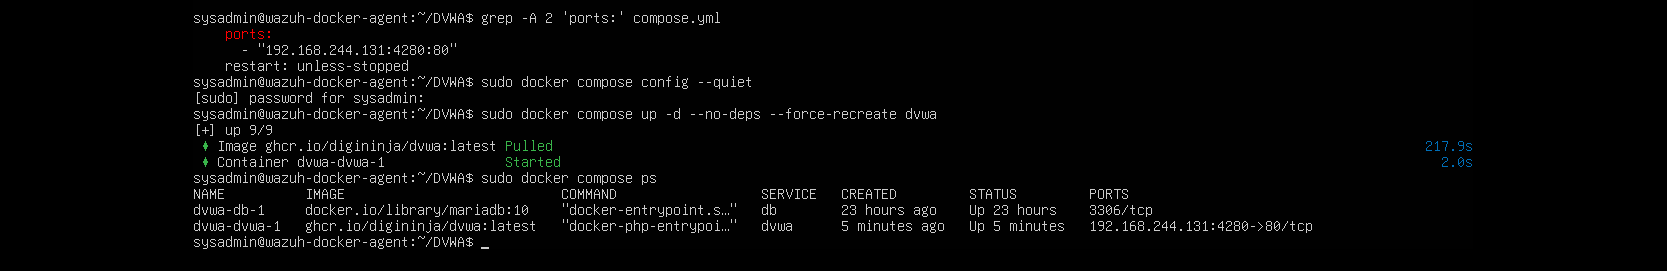 sysadmin@wazuh-docker-agent:~/DVWA$ grep -A 2 'ports:' compose.yml
    ports:
      - "192.168.244.131:4280:80"
    restart: unless-stopped
sysadmin@wazuh-docker-agent:~/DVWA$ sudo docker compose config --quiet
[sudo] password for sysadmin:
sysadmin@wazuh-docker-agent:~/DVWA$ sudo docker compose up -d --no-deps --force-recreate dvwa
[+] up 9/9
 ♦ Image ghcr.io/digininja/dvwa:latest Pulled 217.9s
 ♦ Container dvwa-dvwa-1 Started 2.0s
sysadmin@wazuh-docker-agent:~/DVWA$ sudo docker compose ps
NAME          IMAGE                           COMMAND                  SERVICE   CREATED         STATUS         PORTS
dvwa-db-1     docker.io/library/mariadb:10    "docker-entrypoint.s…"   db        23 hours ago    Up 23 hours    3306/tcp
dvwa-dvwa-1   ghcr.io/digininja/dvwa:latest   "docker-php-entrypoi…"   dvwa      5 minutes ago   Up 5 minutes   192.168.244.131:4280->80/tcp
sysadmin@wazuh-docker-agent:~/DVWA$ _